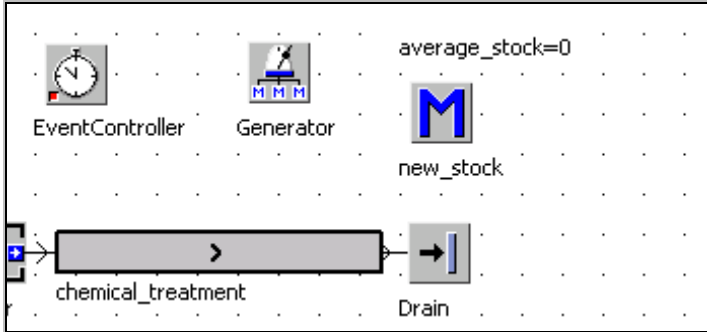 average_stock=0
M M M
M
EventController
Generator
new_stock
chemical_treatment
r
Drain